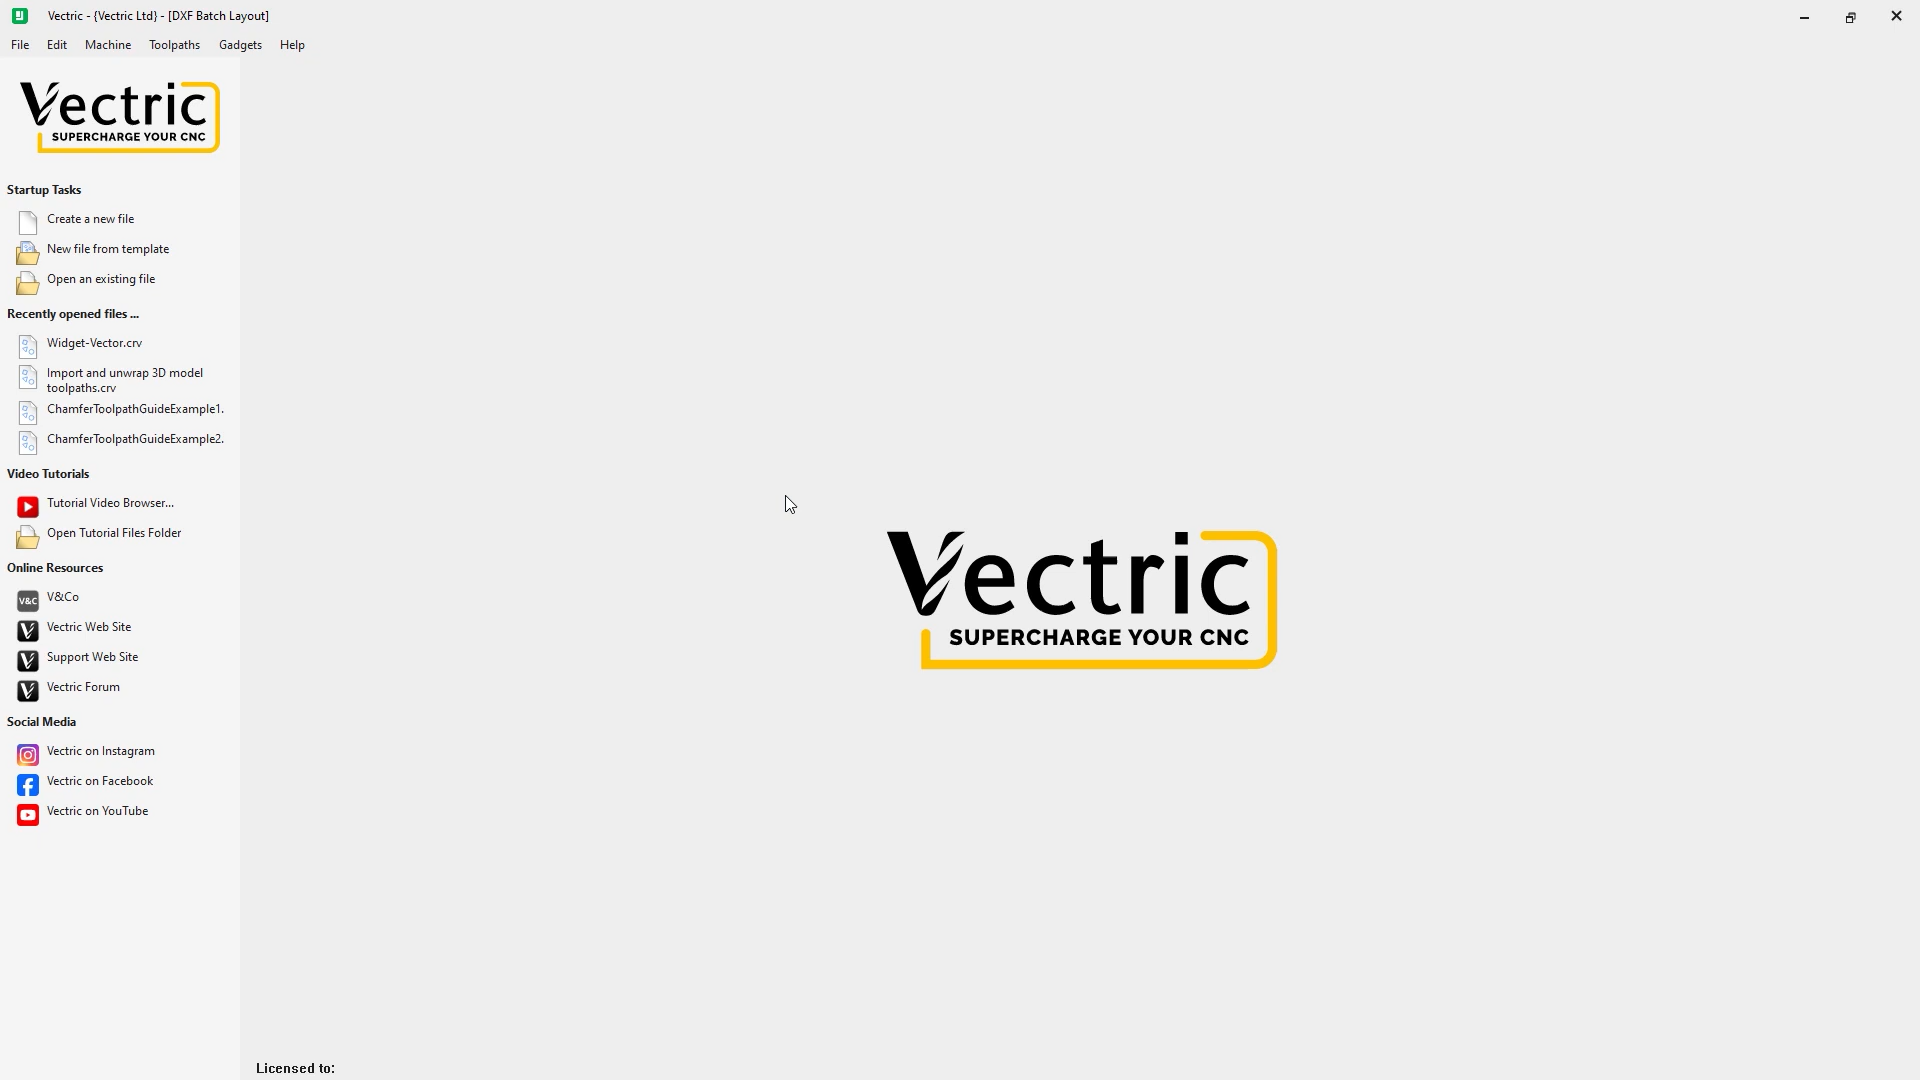 Vectric - {Vectric Ltd} - [DXF Batch Layout]
File Edit Machine Toolpaths Gadgets Help
Vectric
SUPERCHARGE YOUR CNC
Startup Tasks
Create a new file
New file from template
Open an existing file
Recently opened files ...
Widget-Vector.crv
Import and unwrap 3D model
toolpaths.crv
ChamferToolpathGuideExample1.
ChamferToolpathGuideExample2.
Video Tutorials
Tutorial Video Browser...
Open Tutorial Files Folder
Online Resources
V&C V&Co
Vectric Web Site
Support Web Site
Vectric Forum
Social Media
Vectric on Instagram
Vectric on Facebook
Vectric on YouTube
Vectric
SUPERCHARGE YOUR CNC
Licensed to: